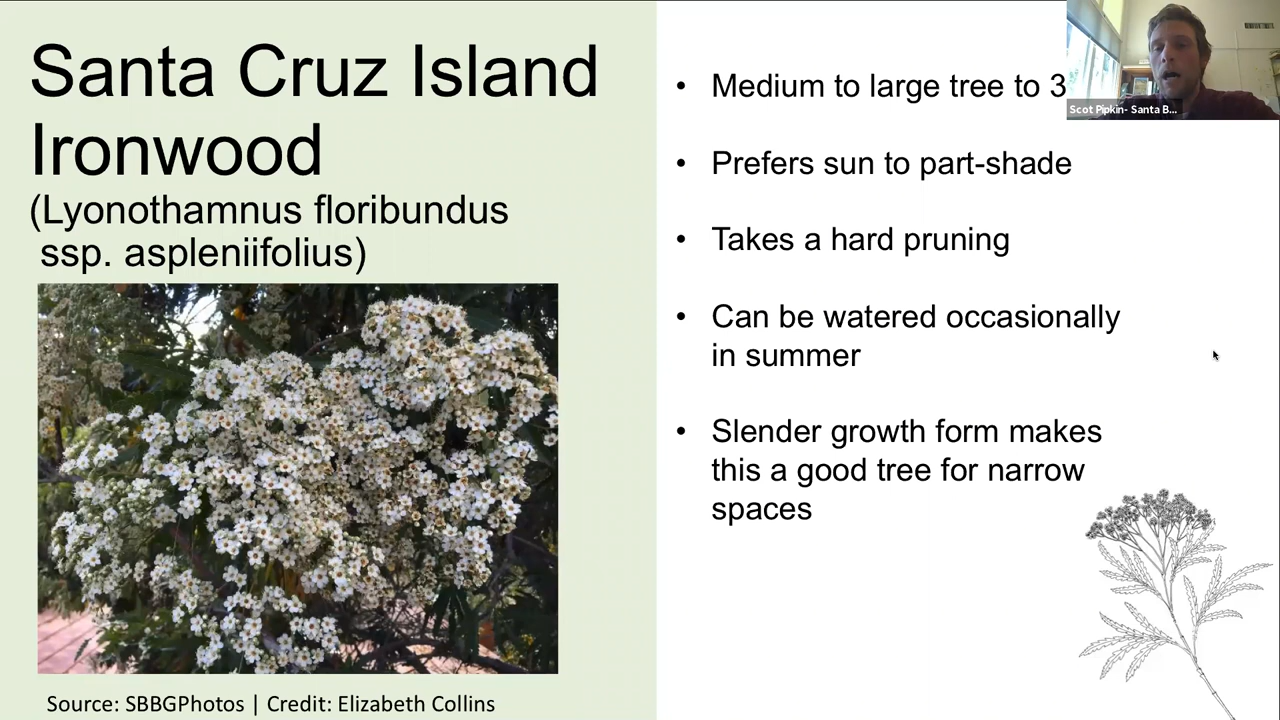 Santa Cruz Island
Ironwood
(Lyonothamnus floribundus
ssp. aspleniifolius)
Source: SBBGPhotos | Credit: Elizabeth Collins
• Medium to large tree to 3
• Prefers sun to part-shade
• Takes a hard pruning
• Can be watered occasionally
in summer
• Slender growth form makes
this a good tree for narrow
spaces
Scot Pipkin- Santa B...